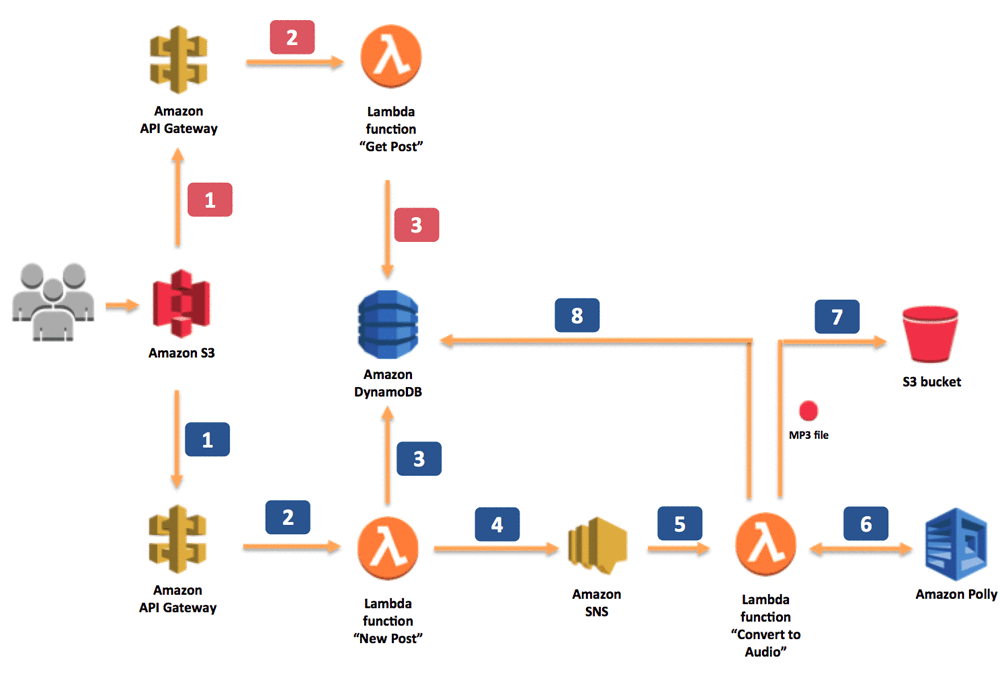 2
Amazon
API Gateway
Lambda
function
“Get Post”
1
3
Amazon S3
8
7
Amazon
DynamoDB
S3 bucket
MP3 file
1
3
2
4
5
6
Amazon
API Gateway
Lambda
function
“New Post”
Amazon
SNS
Lambda
function
“Convert to
Audio”
Amazon Polly